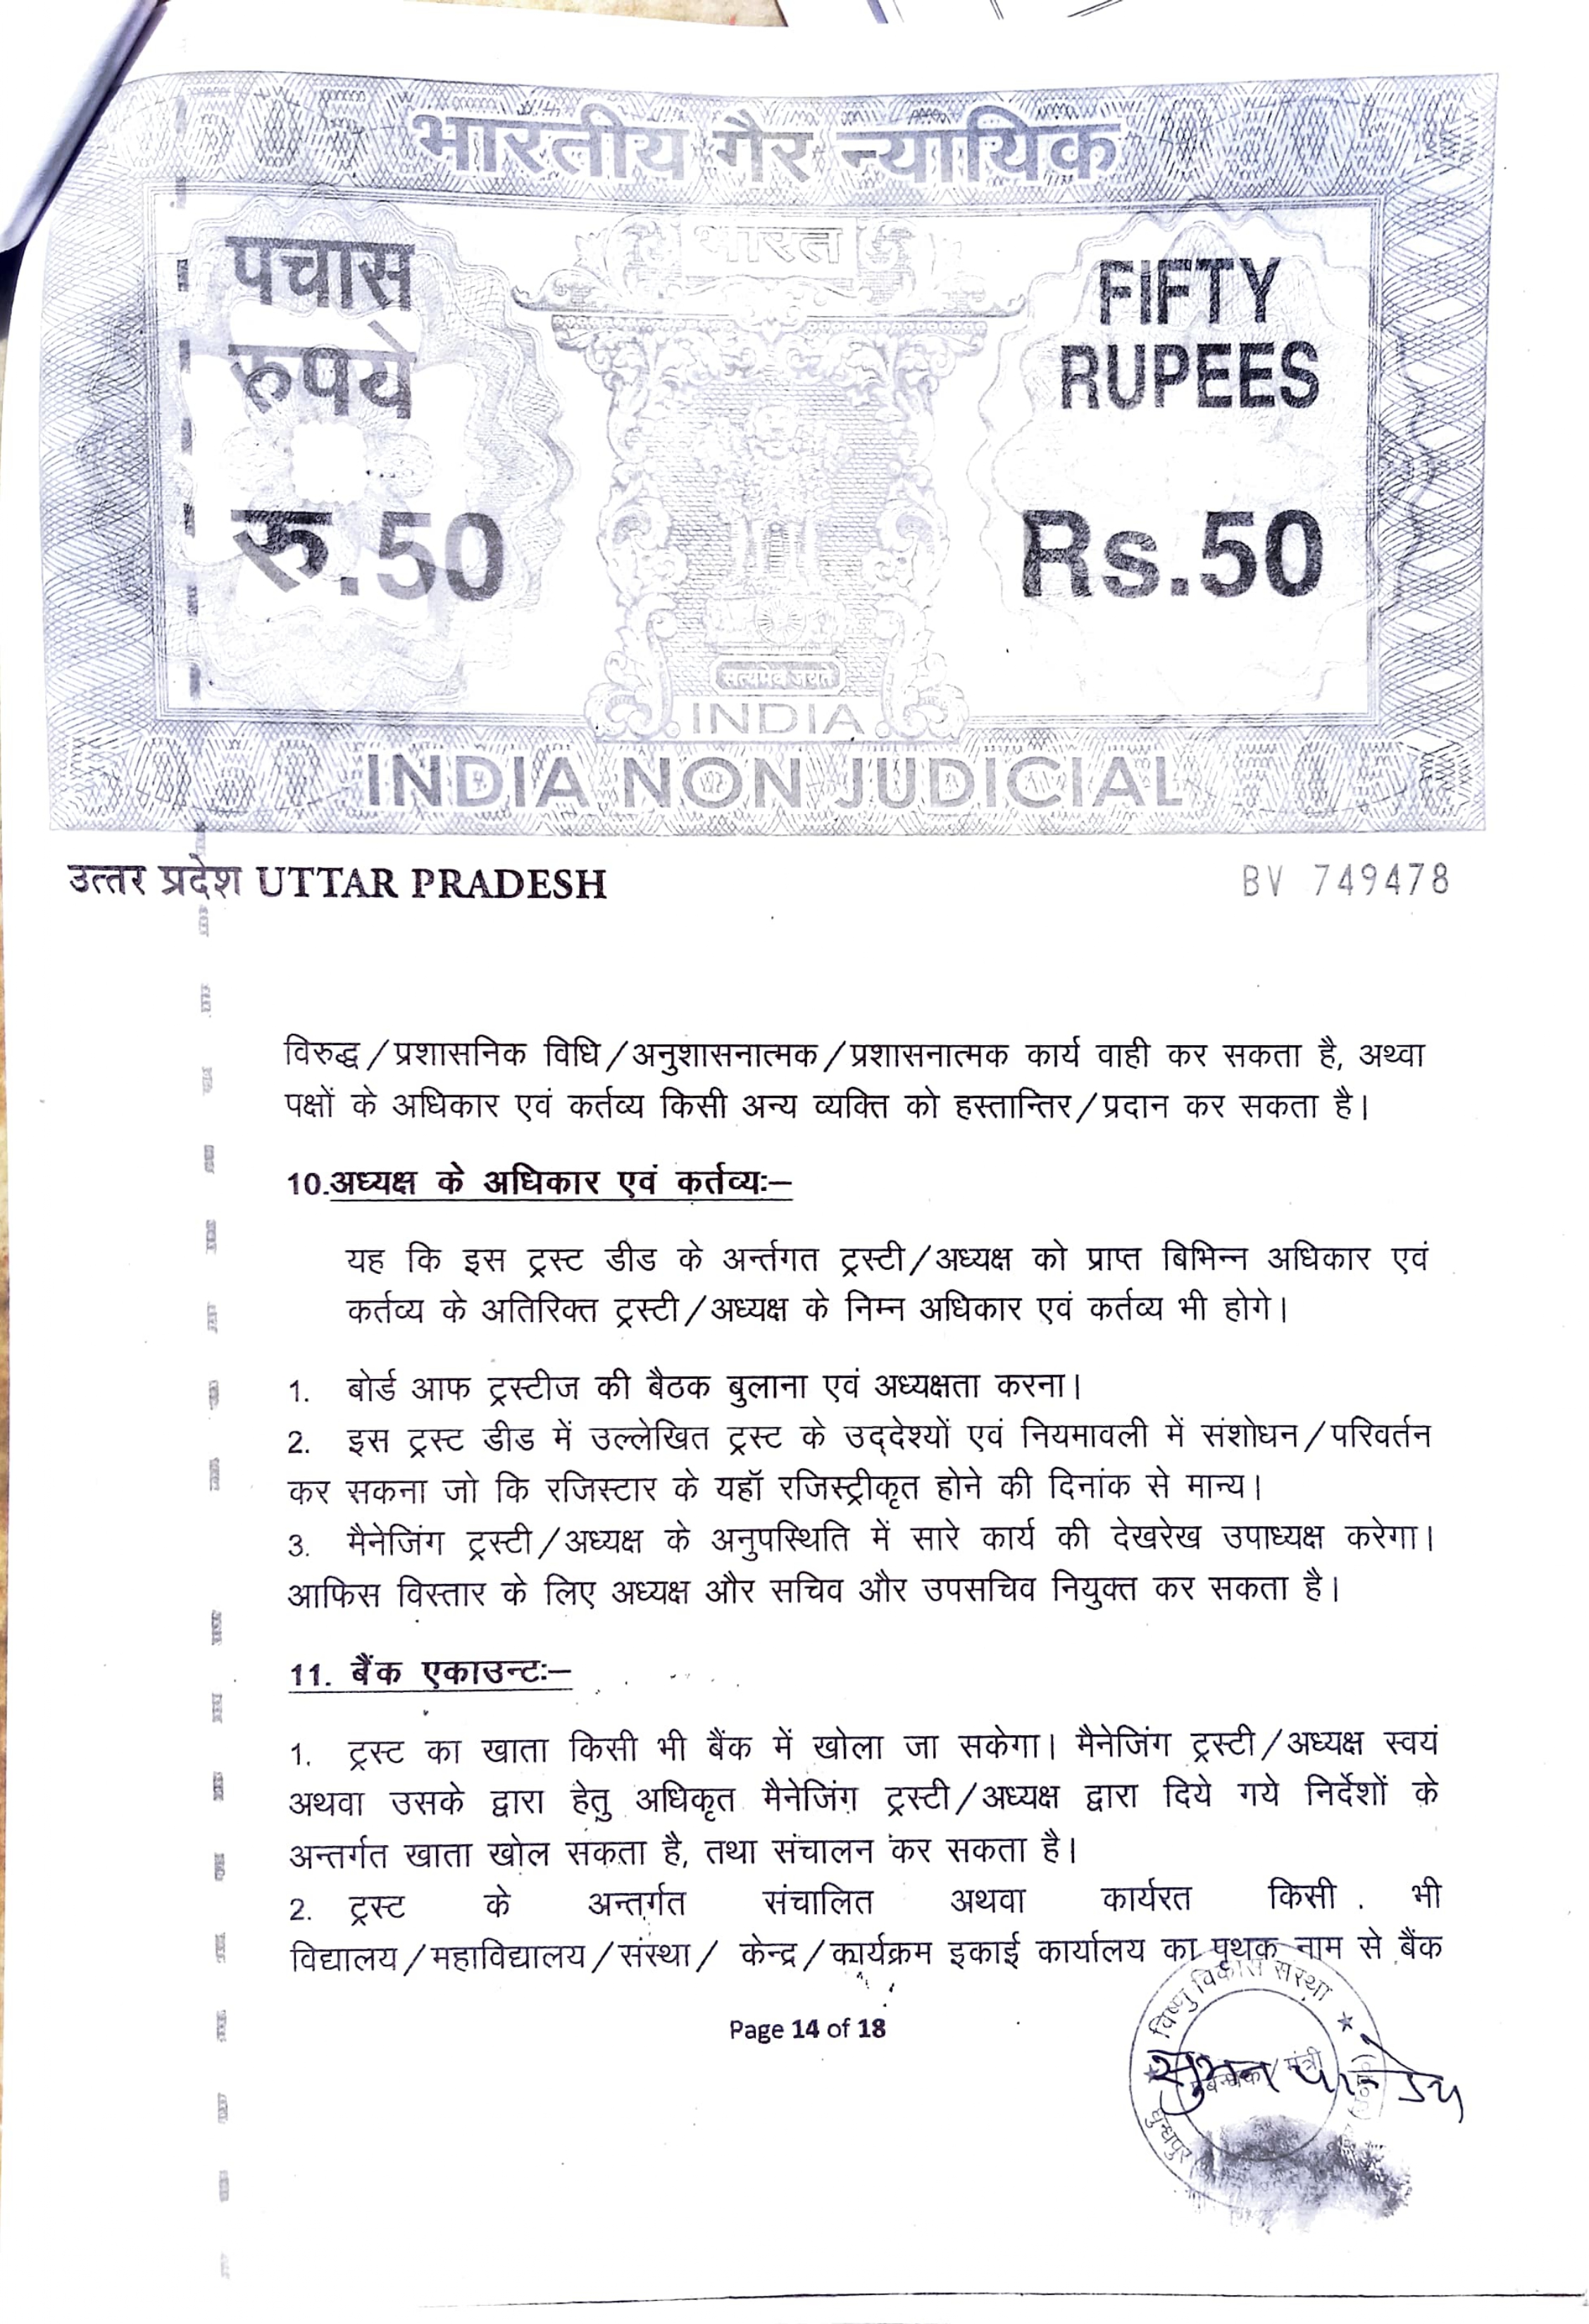 भारतीय गैर न्यायिक
भारत
पचास
रुपये
रु.50
FIFTY
RUPEES
Rs.50
सत्यमेव जयते
INDIA
INDIA NON JUDICIAL
उत्तर प्रदेश UTTAR PRADESH
BV 749478
विरुद्ध/प्रशासनिक विधि/अनुशासनात्मक/प्रशासनात्मक कार्य वाही कर सकता है, अथ्वा
पक्षों के अधिकार एवं कर्तव्य किसी अन्य व्यक्ति को हस्तान्तिर/प्रदान कर सकता है।
10.अध्यक्ष के अधिकार एवं कर्तव्यः–
यह कि इस ट्रस्ट डीड के अर्न्तगत ट्रस्टी/अध्यक्ष को प्राप्त बिभिन्न अधिकार एवं
कर्तव्य के अतिरिक्त ट्रस्टी/अध्यक्ष के निम्न अधिकार एवं कर्तव्य भी होगे।
1. बोर्ड आफ ट्रस्टीज की बैठक बुलाना एवं अध्यक्षता करना।
2. इस ट्रस्ट डीड में उल्लेखित ट्रस्ट के उद्देश्यों एवं नियमावली में संशोधन/परिवर्तन
कर सकना जो कि रजिस्टार के यहॉ रजिस्ट्रीकृत होने की दिनांक से मान्य।
3. मैनेजिंग ट्रस्टी/अध्यक्ष के अनुपस्थिति में सारे कार्य की देखरेख उपाध्यक्ष करेगा।
आफिस विस्तार के लिए अध्यक्ष और सचिव और उपसचिव नियुक्त कर सकता है।
11. बैंक एकाउन्टः–
1. ट्रस्ट का खाता किसी भी बैंक में खोला जा सकेगा। मैनेजिंग ट्रस्टी/अध्यक्ष स्वयं
अथवा उसके द्वारा हेतु अधिकृत मैनेजिंग ट्रस्टी/अध्यक्ष द्वारा दिये गये निर्देशों के
अन्तर्गत खाता खोल सकता है, तथा संचालन कर सकता है।
2. ट्रस्ट के अन्तर्गत संचालित अथवा कार्यरत किसी भी
विद्यालय/महाविद्यालय/संस्था/ केन्द्र/कार्यक्रम इकाई कार्यालय का पृथक नाम से बैंक
Page 14 of 18
विष्णु विकास संस्था
मंत्री
सुभन पान्डेय